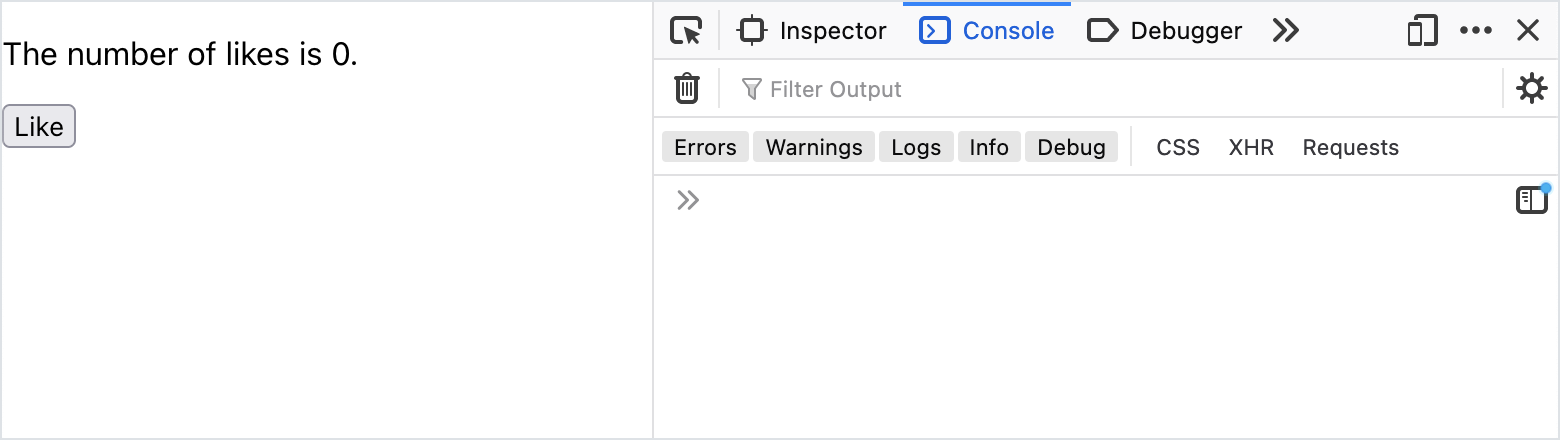 The number of likes is 0.
Like
Inspector Console Debugger
Filter Output
Errors Warnings Logs Info Debug CSS XHR Requests